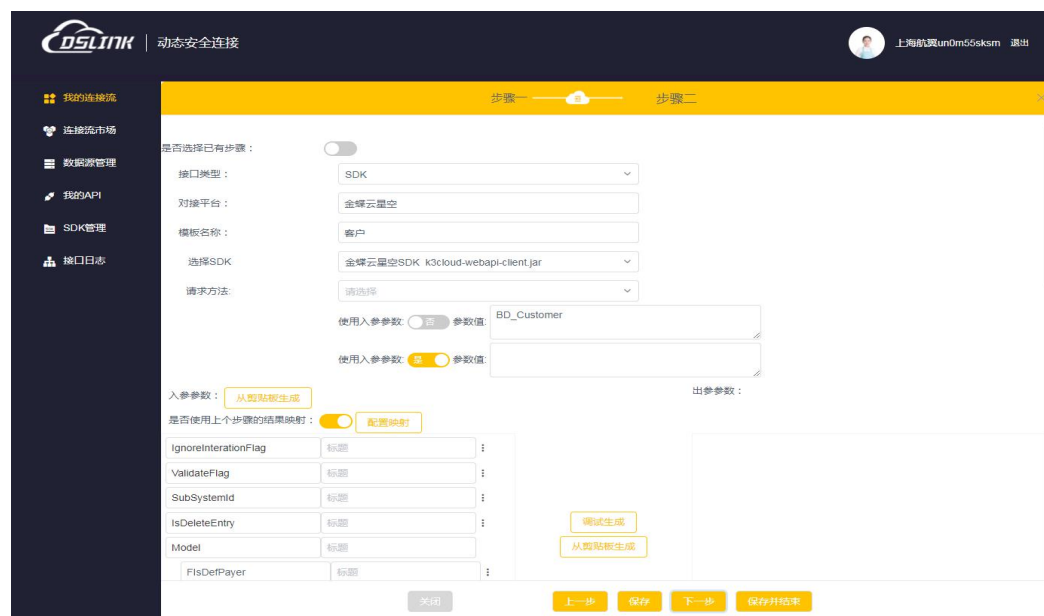 DSLINK 动态安全连接
上海航翼un0m55sksm 退出
我的连接流
连接流市场
数据源管理
我的API
SDK管理
接口日志
步骤一 步骤二
是否选择已有步骤：
接口类型： SDK
对接平台： 金蝶云星空
模板名称： 客户
选择SDK 金蝶云星空SDK k3cloud-webapi-client.jar
请求方法: 请选择
使用入参参数: 否 参数值: BD_Customer
使用入参参数: 是 参数值:
入参参数： 从剪贴板生成 出参参数：
是否使用上个步骤的结果映射： 配置映射
IgnoreInterationFlag 标题
ValidateFlag 标题
SubSystemId 标题
IsDeleteEntry 标题
调试生成
Model 标题
从剪贴板生成
FIsDefPayer 标题
关闭 上一步 保存 下一步 保存并结束